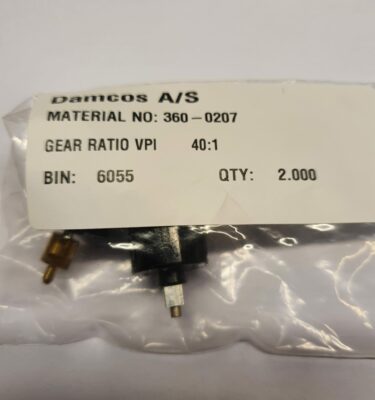 Damcos A/S
MATERIAL NO: 360-0207
GEAR RATIO VPI 40:1
BIN: 6055 QTY: 2.000